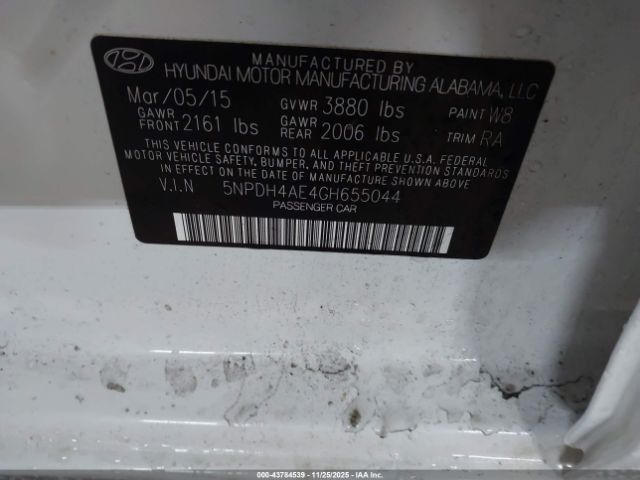 MANUFACTURED BY
HYUNDAI MOTOR MANUFACTURING ALABAMA, LLC
Mar/05/15 GVWR 3880 lbs PAINT W8
GAWR FRONT 2161 lbs GAWR REAR 2006 lbs TRIM RA
THIS VEHICLE CONFORMS TO ALL APPLICABLE U.S.A. FEDERAL
MOTOR VEHICLE SAFETY, BUMPER, AND THEFT PREVENTION STANDARDS
IN EFFECT ON THE DATE OF MANUFACTURE SHOWN ABOVE.
V.I.N 5NPDH4AE4GH655044
PASSENGER CAR
000-43784539 - 11/25/2025 - IAA, Inc.